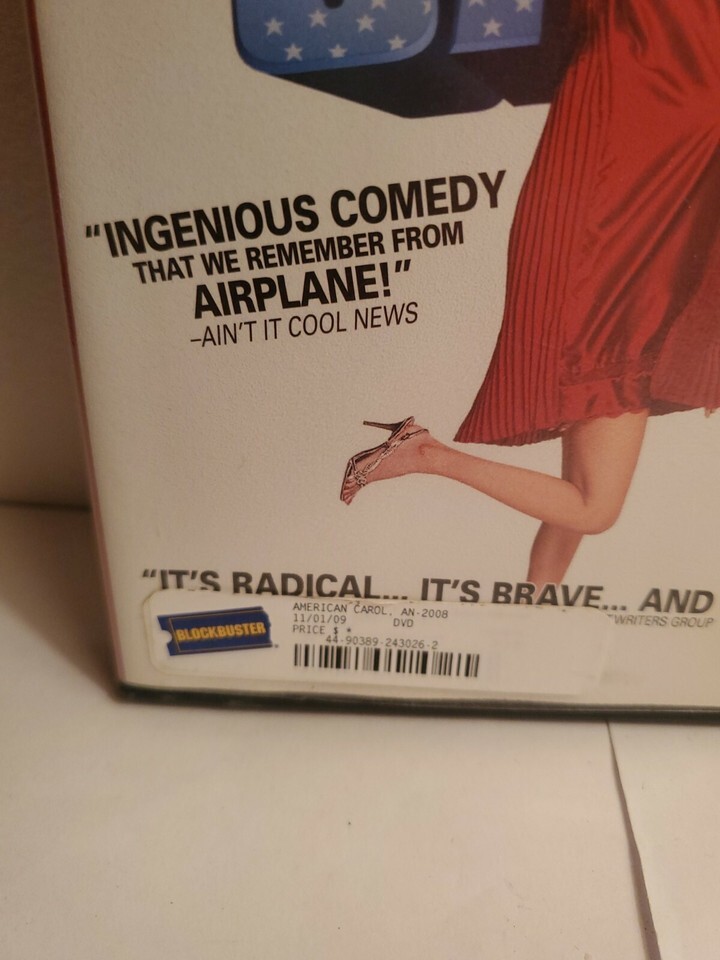 “INGENIOUS COMEDY
THAT WE REMEMBER FROM
AIRPLANE!”
–AIN'T IT COOL NEWS
“IT'S RADICAL... IT'S BRAVE... AND
WRITERS GROUP
BLOCKBUSTER
AMERICAN CAROL, AN-2008
11/01/09 DVD
PRICE $ *
44-90389-243026-2